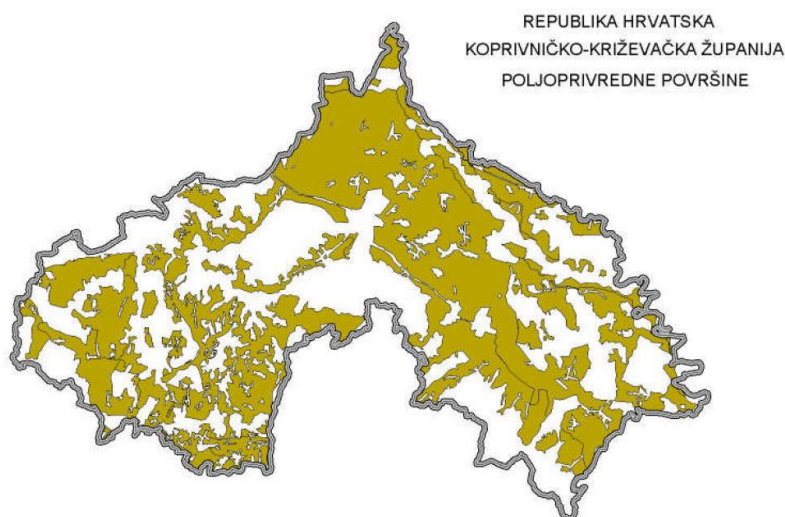 REPUBLIKA HRVATSKA
KOPRIVNIČKO-KRIŽEVAČKA ŽUPANIJA
POLJOPRIVREDNE POVRŠINE